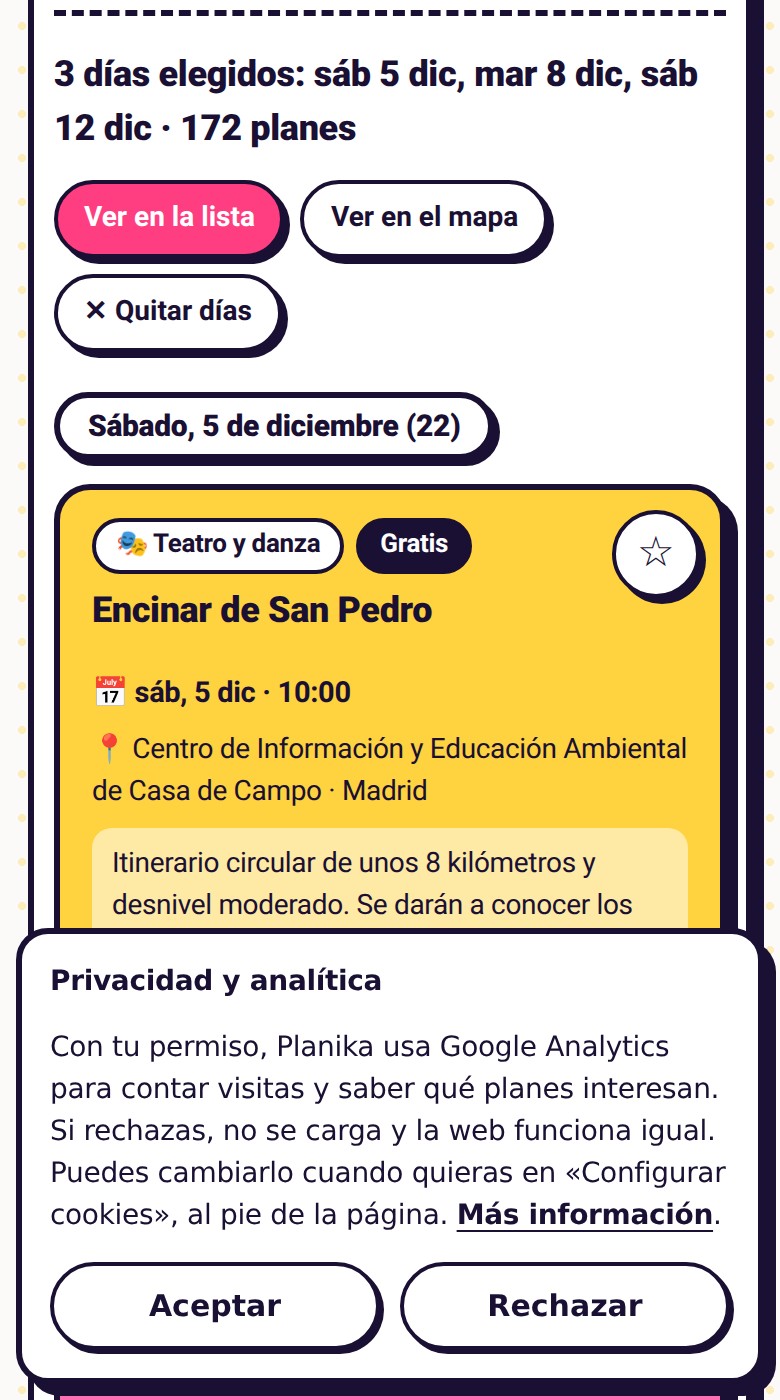 3 días elegidos: sáb 5 dic, mar 8 dic, sáb
12 dic · 172 planes
Ver en la lista
Ver en el mapa
✕ Quitar días
Sábado, 5 de diciembre (22)
🎭 Teatro y danza
Gratis
☆
Encinar de San Pedro
📅 sáb, 5 dic · 10:00
📍 Centro de Información y Educación Ambiental
de Casa de Campo · Madrid
Itinerario circular de unos 8 kilómetros y
desnivel moderado. Se darán a conocer los
Privacidad y analítica
Con tu permiso, Planika usa Google Analytics
para contar visitas y saber qué planes interesan.
Si rechazas, no se carga y la web funciona igual.
Puedes cambiarlo cuando quieras en «Configurar
cookies», al pie de la página. Más información.
Aceptar
Rechazar